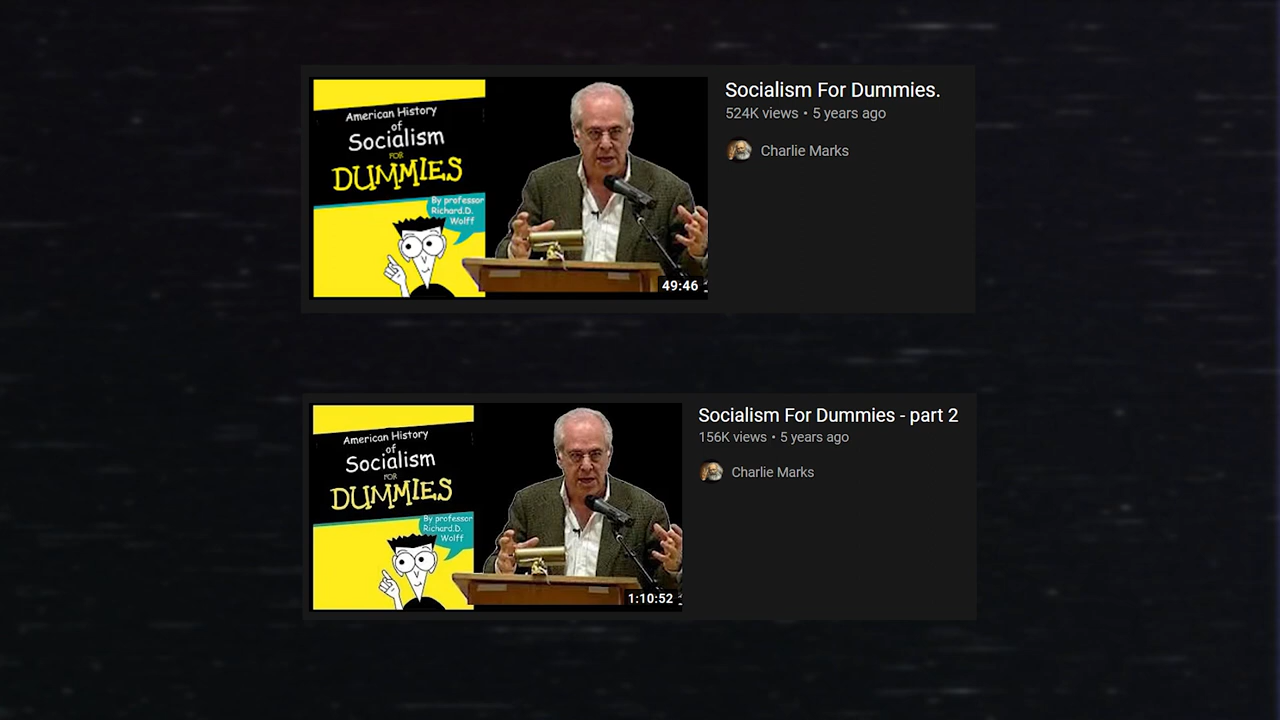 American History
of
Socialism
FOR
DUMMIES
By professor
Richard.D.
Wolff
49:46
Socialism For Dummies.
524K views • 5 years ago
Charlie Marks
American History
of
Socialism
FOR
DUMMIES
By professor
Richard.D.
Wolff
1:10:52
Socialism For Dummies - part 2
156K views • 5 years ago
Charlie Marks